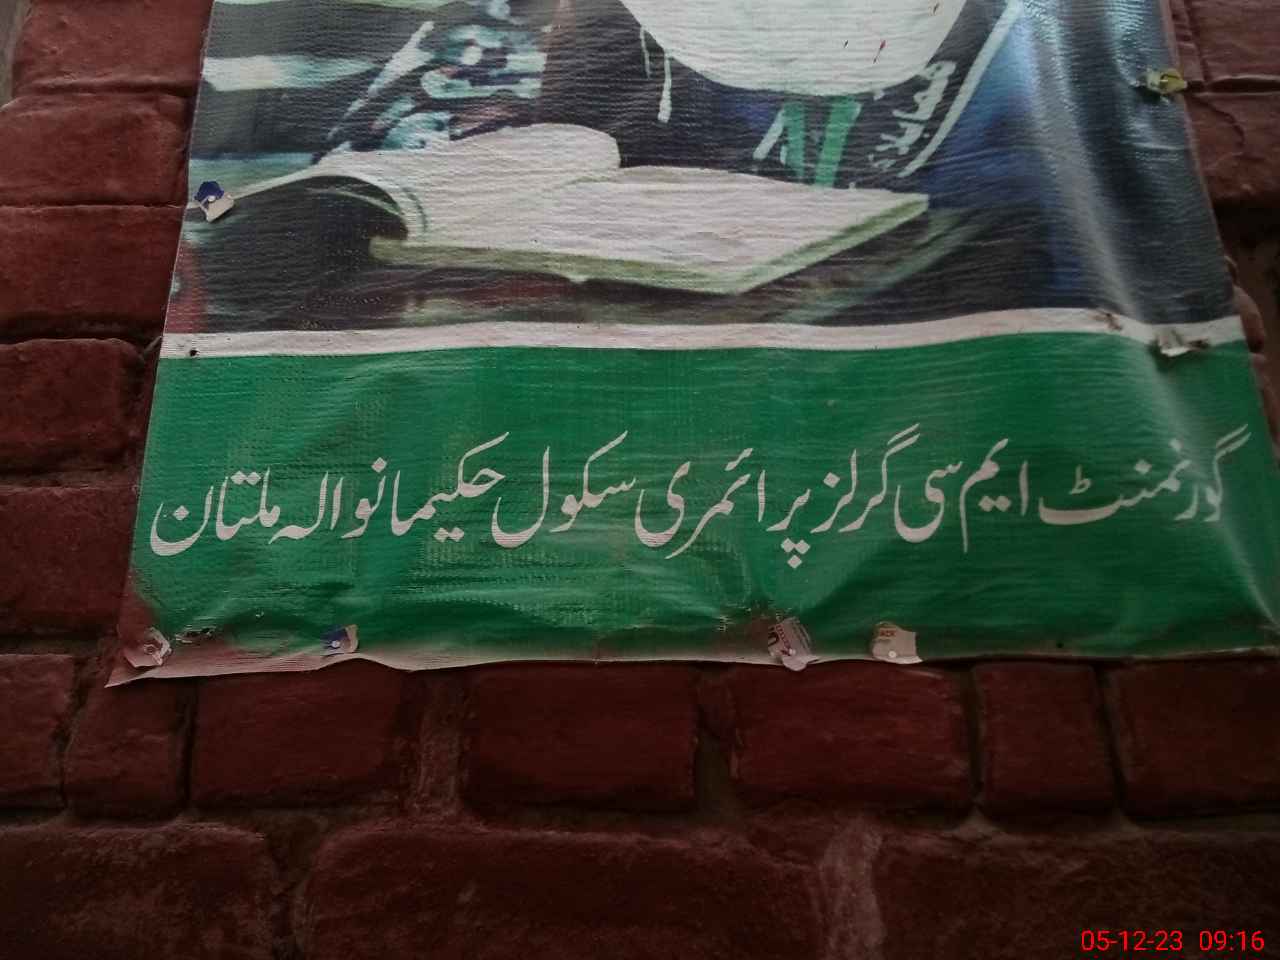 گورنمنٹ ایم سی گرلز پرائمری سکول حکیمانوالہ ملتان
05-12-23 09:16